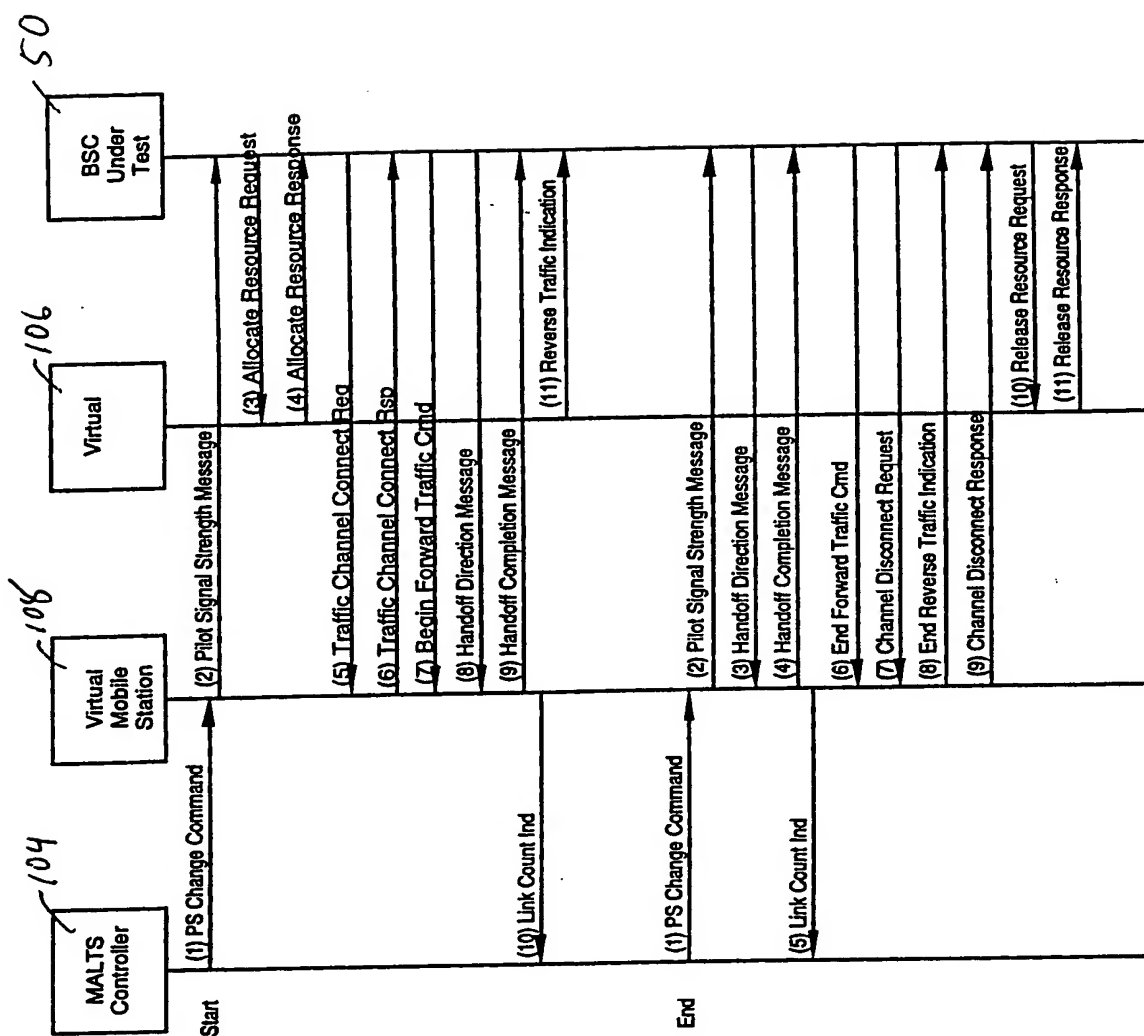 104
MALTS
Controller
108
Virtual
Mobile
Station
106
Virtual
50
BSC
Under
Test
Start
(1) PS Change Command
(2) Pilot Signal Strength Message
(3) Allocate Resource Request
(4) Allocate Resource Response
(5) Traffic Channel Connect Req
(6) Traffic Channel Connect Rsp
(7) Begin Forward Traffic Cmd
(8) Handoff Direction Message
(9) Handoff Completion Message
(10) Link Count Ind
(11) Reverse Traffic Indication
End
(1) PS Change Command
(2) Pilot Signal Strength Message
(3) Handoff Direction Message
(4) Handoff Completion Message
(5) Link Count Ind
(6) End Forward Traffic Cmd
(7) Channel Disconnect Request
(8) End Reverse Traffic Indication
(9) Channel Disconnect Response
(10) Release Resource Request
(11) Release Resource Response